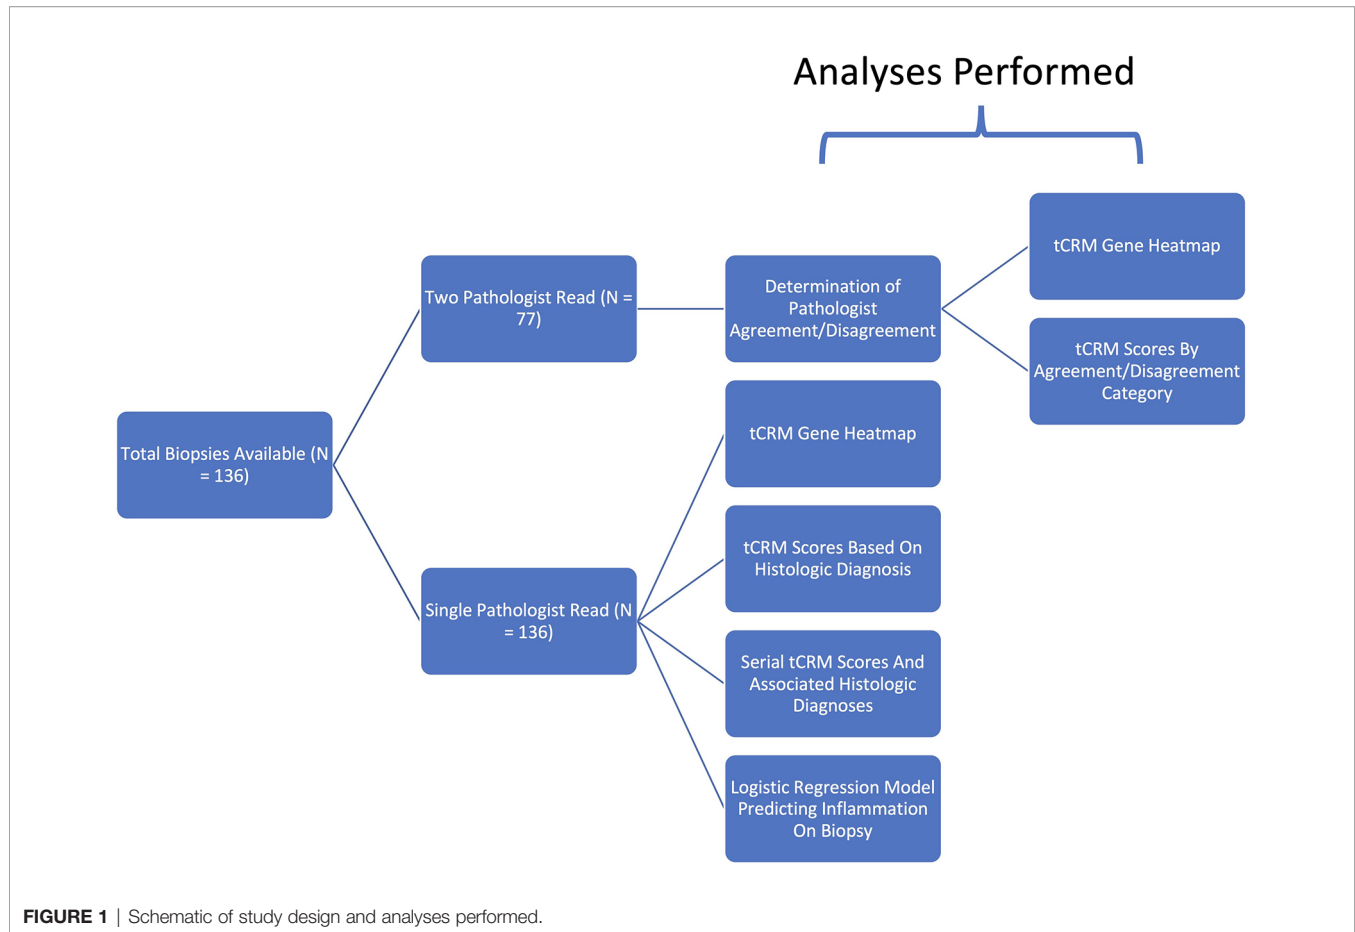 Analyses Performed
tCRM Gene Heatmap
Two Pathologist Read (N =
77)
Determination of
Pathologist
Agreement/Disagreement
tCRM Scores By
Agreement/Disagreement
Category
Total Biopsies Available (N
= 136)
tCRM Gene Heatmap
tCRM Scores Based On
Histologic Diagnosis
Single Pathologist Read (N
= 136)
Serial tCRM Scores And
Associated Histologic
Diagnoses
Logistic Regression Model
Predicting Inflammation
On Biopsy
FIGURE 1 | Schematic of study design and analyses performed.